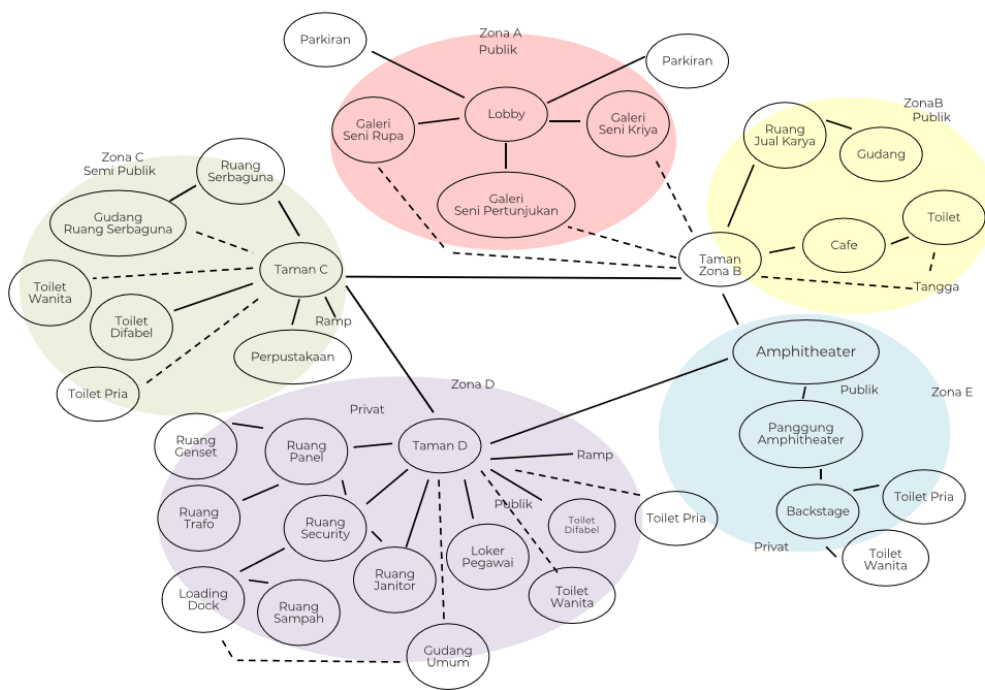 Zona A
Publik
Parkiran
Parkiran
Lobby
Galeri
Seni Rupa
Galeri
Seni Kriya
Galeri
Seni Pertunjukan
ZonaB
Publik
Ruang
Jual Karya
Gudang
Toilet
Cafe
Taman
Zona B
Tangga
Zona C
Semi Publik
Ruang
Serbaguna
Gudang
Ruang Serbaguna
Taman C
Toilet
Wanita
Toilet
Difabel
Ramp
Perpustakaan
Toilet Pria
Amphitheater
Publik
Zona E
Panggung
Amphitheater
Backstage
Toilet Pria
Privat
Toilet
Wanita
Zona D
Privat
Taman D
Ruang
Genset
Ruang
Panel
Ramp
Ruang
Trafo
Ruang
Security
Publik
Toilet
Difabel
Toilet Pria
Loker
Pegawai
Ruang
Janitor
Toilet
Wanita
Loading
Dock
Ruang
Sampah
Gudang
Umum